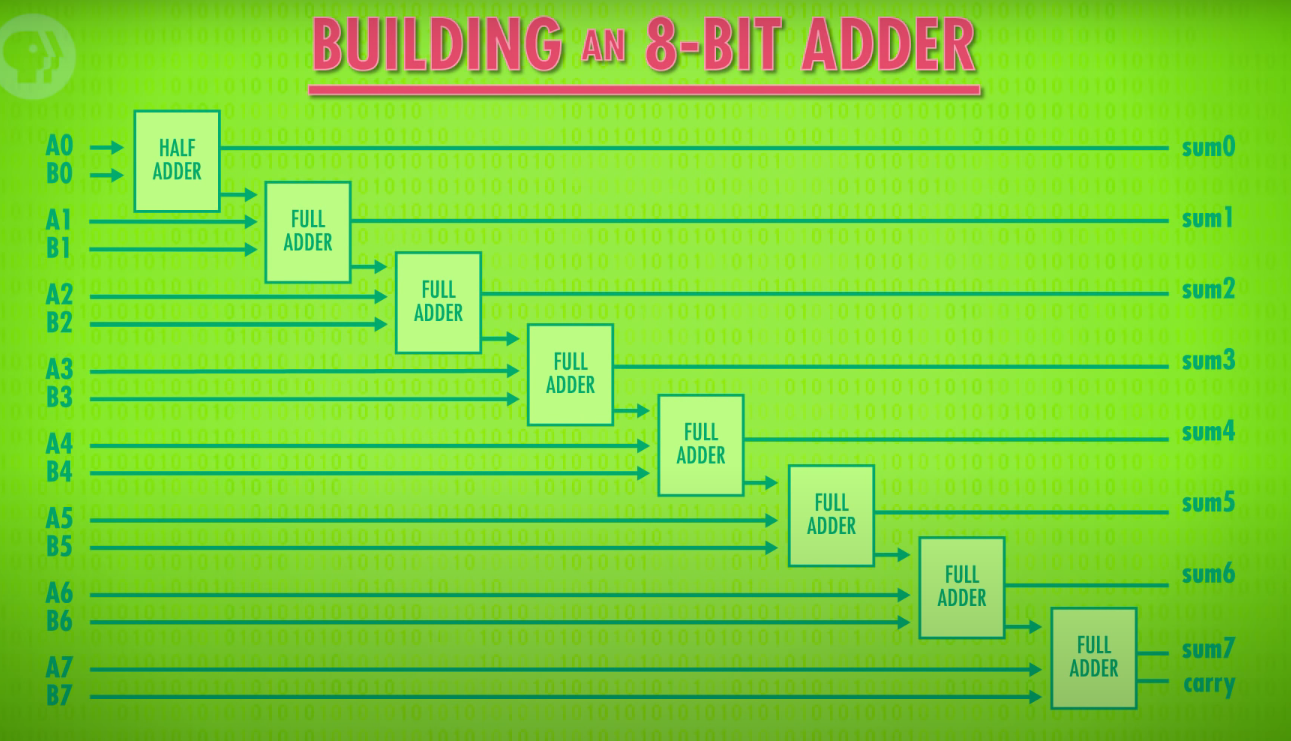 BUILDING AN 8-BIT ADDER
A0
B0
HALF
ADDER
sum0
A1
B1
FULL
ADDER
sum1
A2
B2
FULL
ADDER
sum2
A3
B3
FULL
ADDER
sum3
A4
B4
FULL
ADDER
sum4
A5
B5
FULL
ADDER
sum5
A6
B6
FULL
ADDER
sum6
A7
B7
FULL
ADDER
sum7
carry